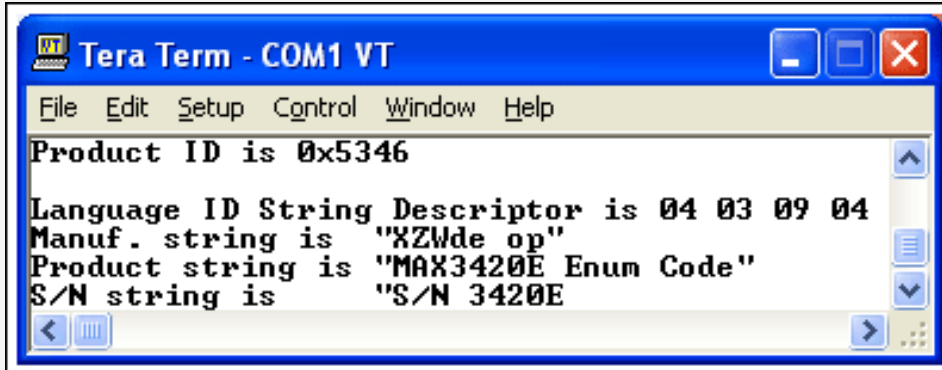 Tera Term - COM1 VT
File Edit Setup Control Window Help
Product ID is 0x5346
Language ID String Descriptor is 04 03 09 04
Manuf. string is "XZWde op"
Product string is "MAX3420E Enum Code"
S/N string is "S/N 3420E